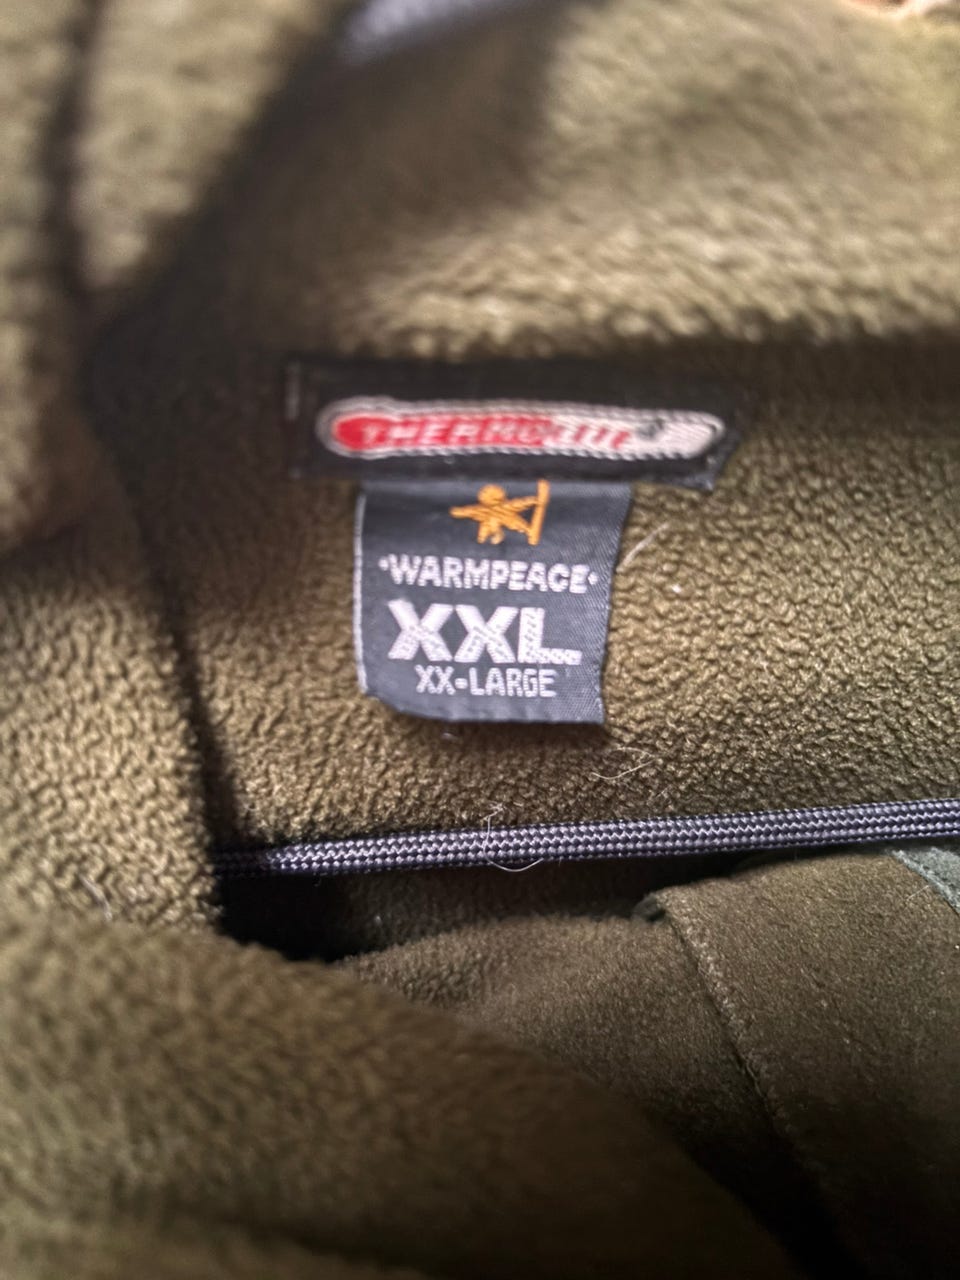 THERMOLITE
·WARMPEACE·
XXL
XX-LARGE